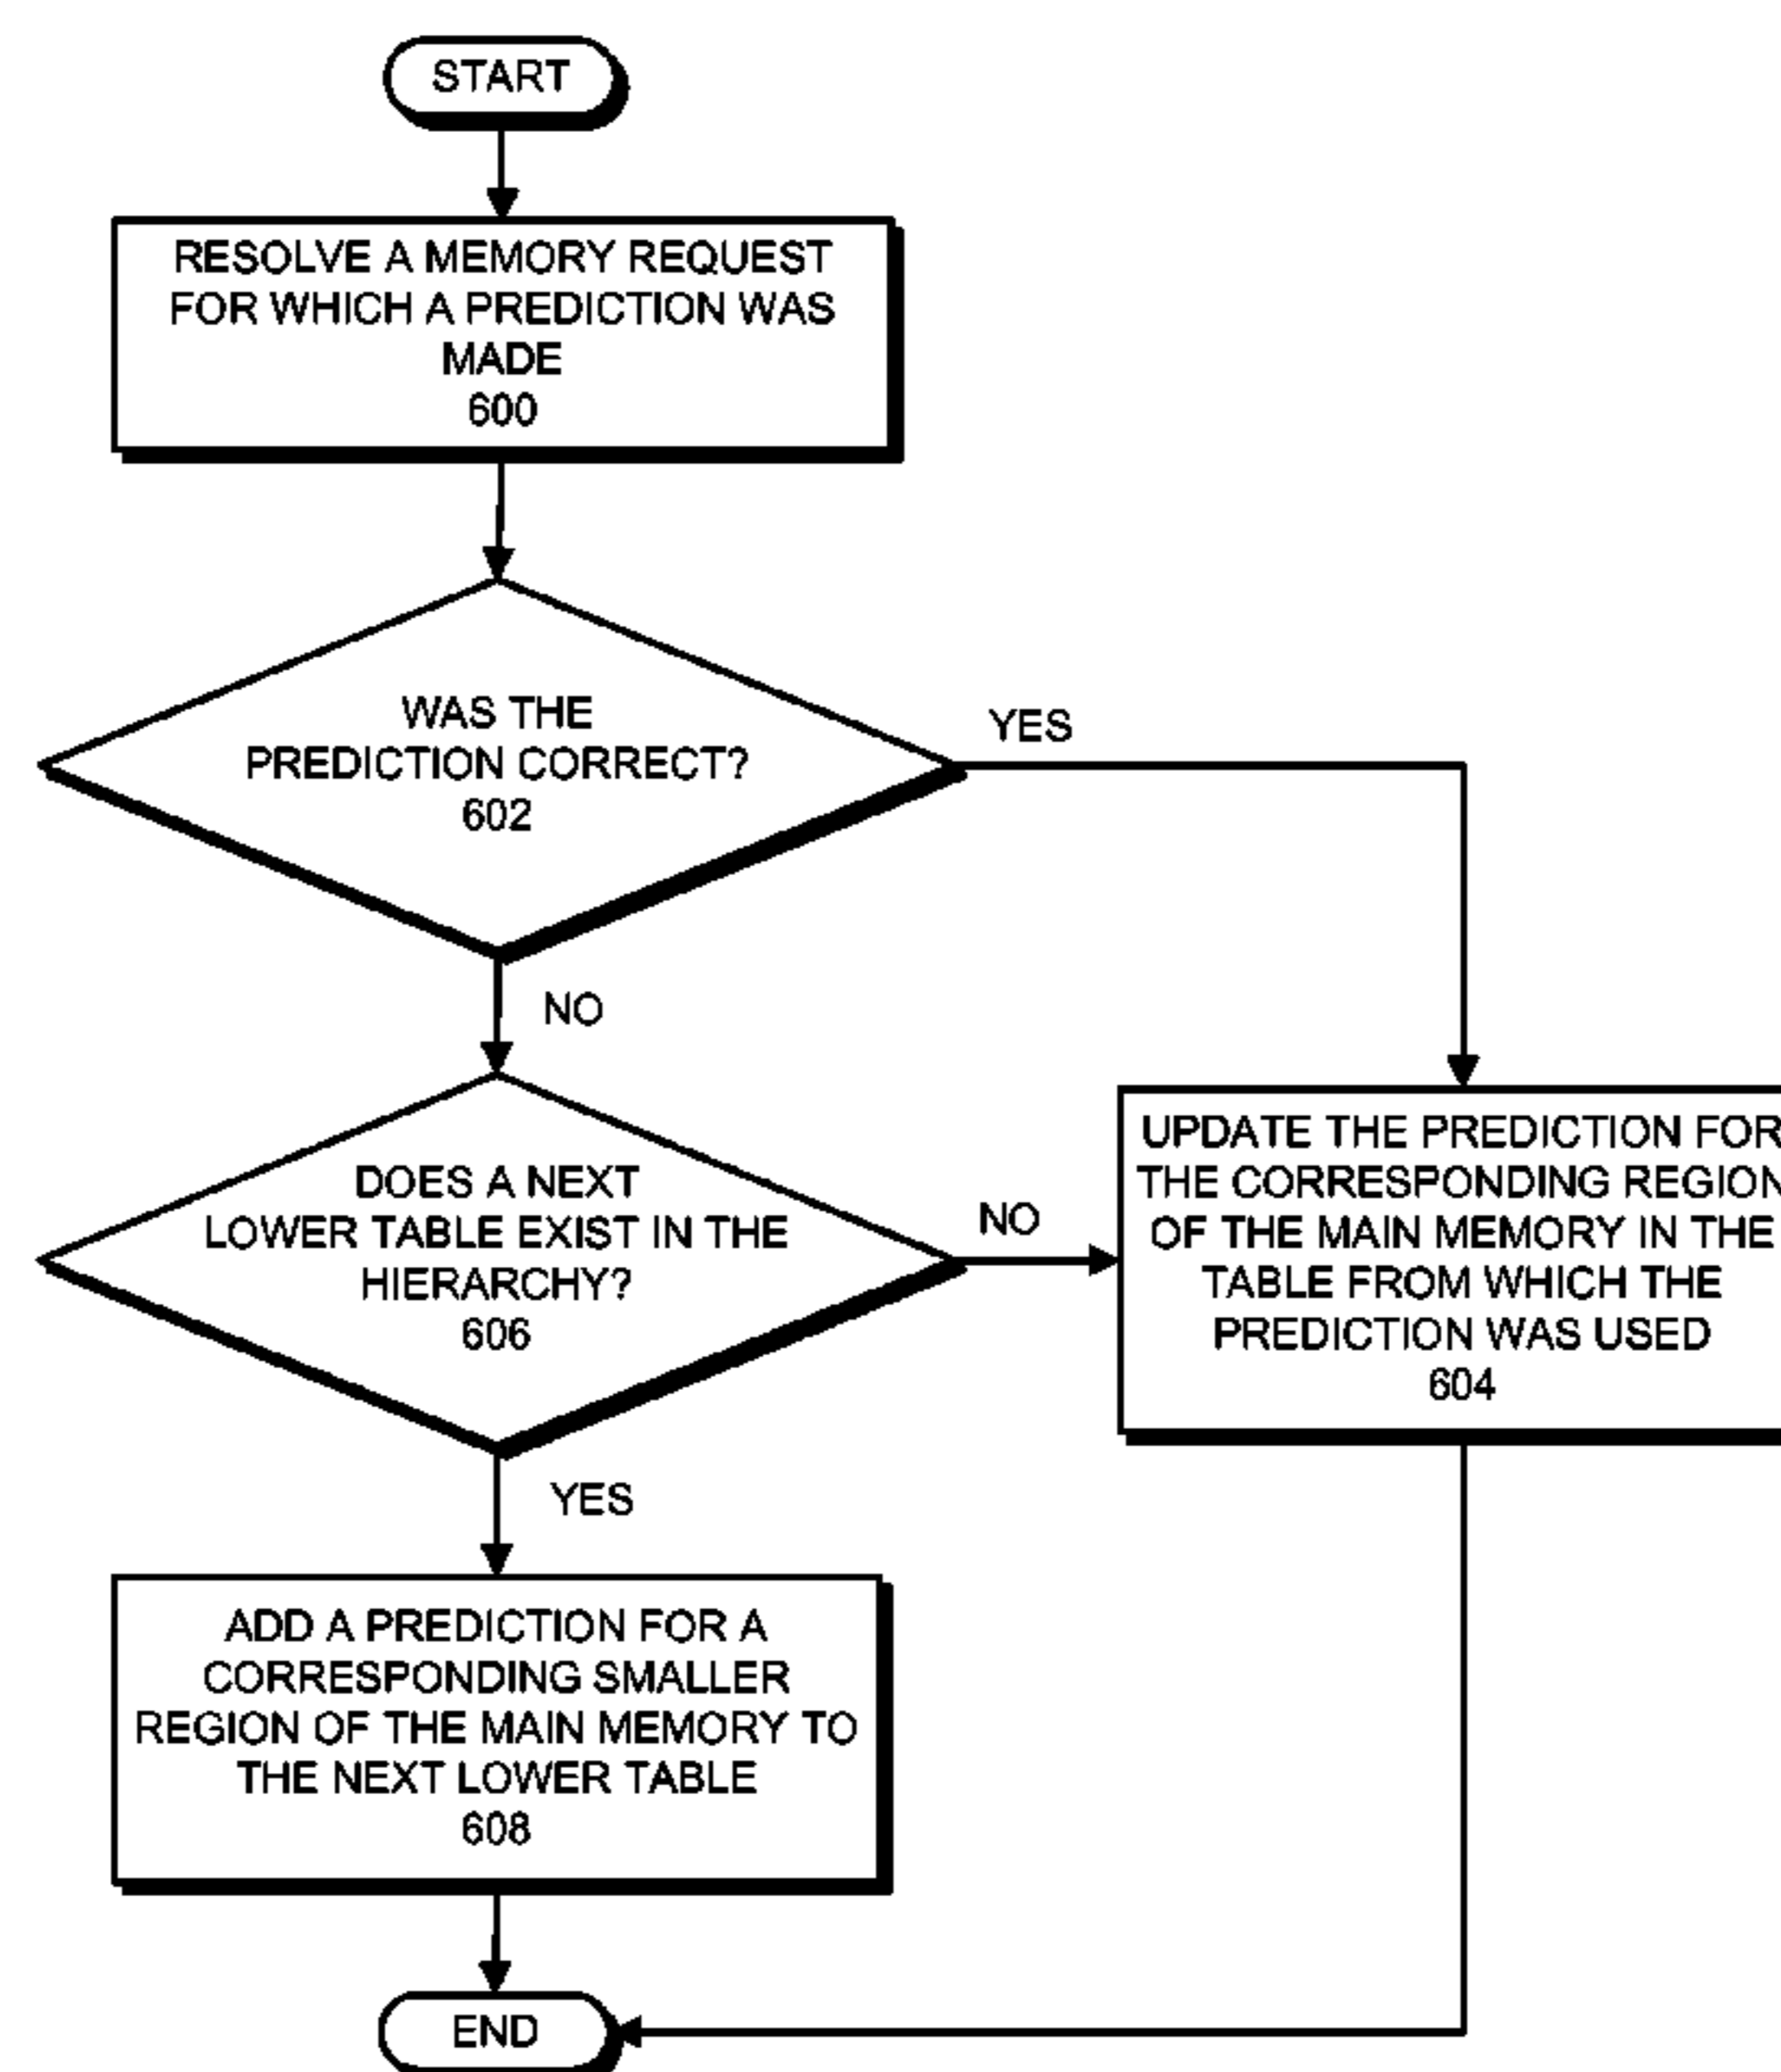 START
RESOLVE A MEMORY REQUEST
FOR WHICH A PREDICTION WAS
MADE
600
WAS THE
PREDICTION CORRECT?
602
YES
NO
DOES A NEXT
LOWER TABLE EXIST IN THE
HIERARCHY?
606
NO
UPDATE THE PREDICTION FOR
THE CORRESPONDING REGION
OF THE MAIN MEMORY IN THE
TABLE FROM WHICH THE
PREDICTION WAS USED
604
YES
ADD A PREDICTION FOR A
CORRESPONDING SMALLER
REGION OF THE MAIN MEMORY TO
THE NEXT LOWER TABLE
608
END